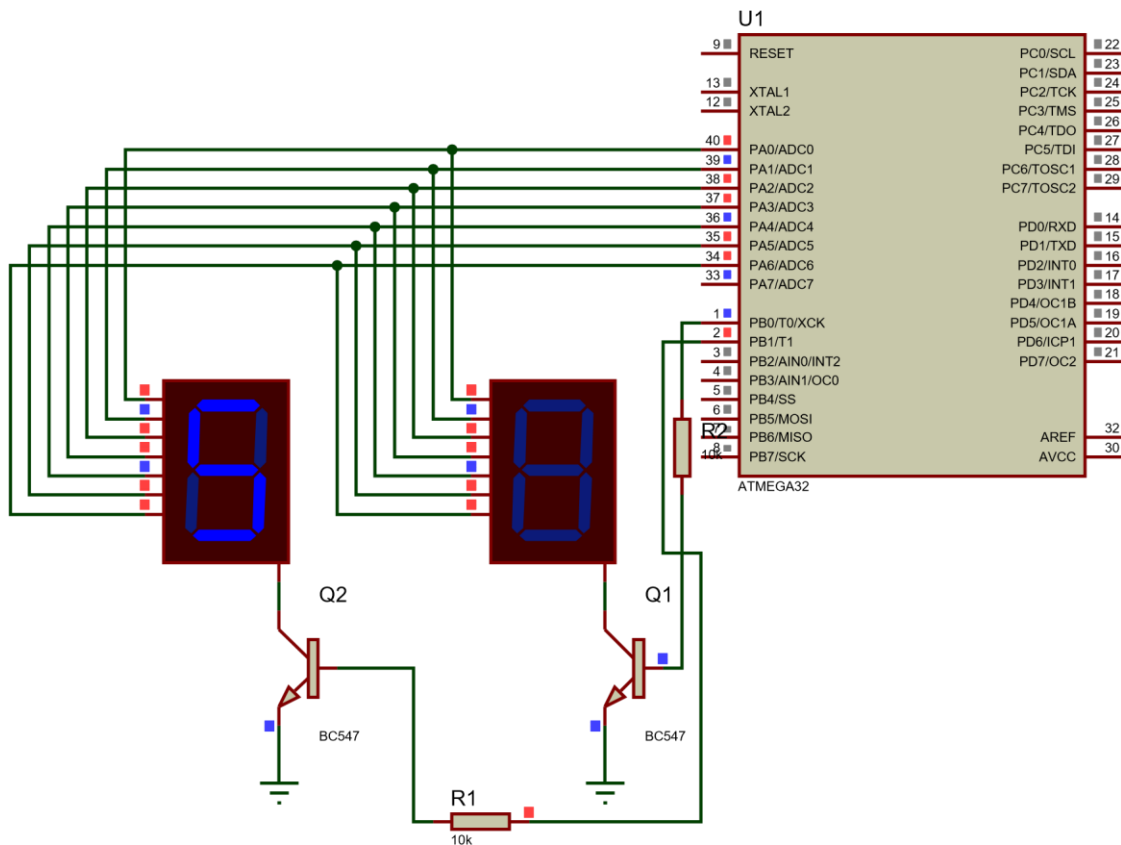 U1
9
RESET
13
XTAL1
12
XTAL2
40
PA0/ADC0
39
PA1/ADC1
38
PA2/ADC2
37
PA3/ADC3
36
PA4/ADC4
35
PA5/ADC5
34
PA6/ADC6
33
PA7/ADC7
1
PB0/T0/XCK
2
PB1/T1
3
PB2/AIN0/INT2
4
PB3/AIN1/OC0
5
PB4/SS
6
PB5/MOSI
7
PB6/MISO
8
PB7/SCK
PC0/SCL
22
PC1/SDA
23
PC2/TCK
24
PC3/TMS
25
PC4/TDO
26
PC5/TDI
27
PC6/TOSC1
28
PC7/TOSC2
29
PD0/RXD
14
PD1/TXD
15
PD2/INT0
16
PD3/INT1
17
PD4/OC1B
18
PD5/OC1A
19
PD6/ICP1
20
PD7/OC2
21
AREF
32
AVCC
30
ATMEGA32
R2
10k
5
8
Q2
BC547
Q1
BC547
R1
10k